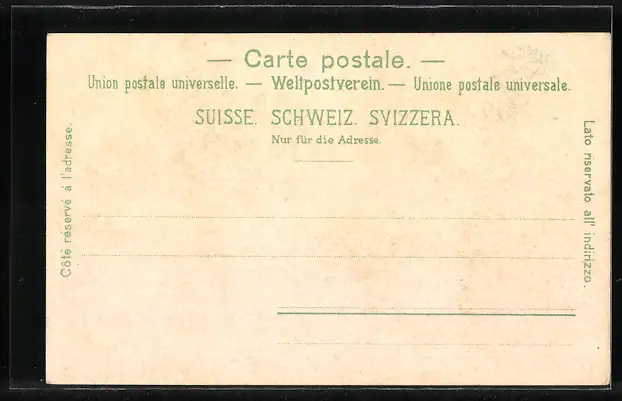 — Carte postale. —
Union postale universelle. — Weltpostverein. — Unione postale universale.
SUISSE. SCHWEIZ. SVIZZERA.
Nur für die Adresse.
Côté réservé á l'adresse.
Lato riservato all' indirizzo.